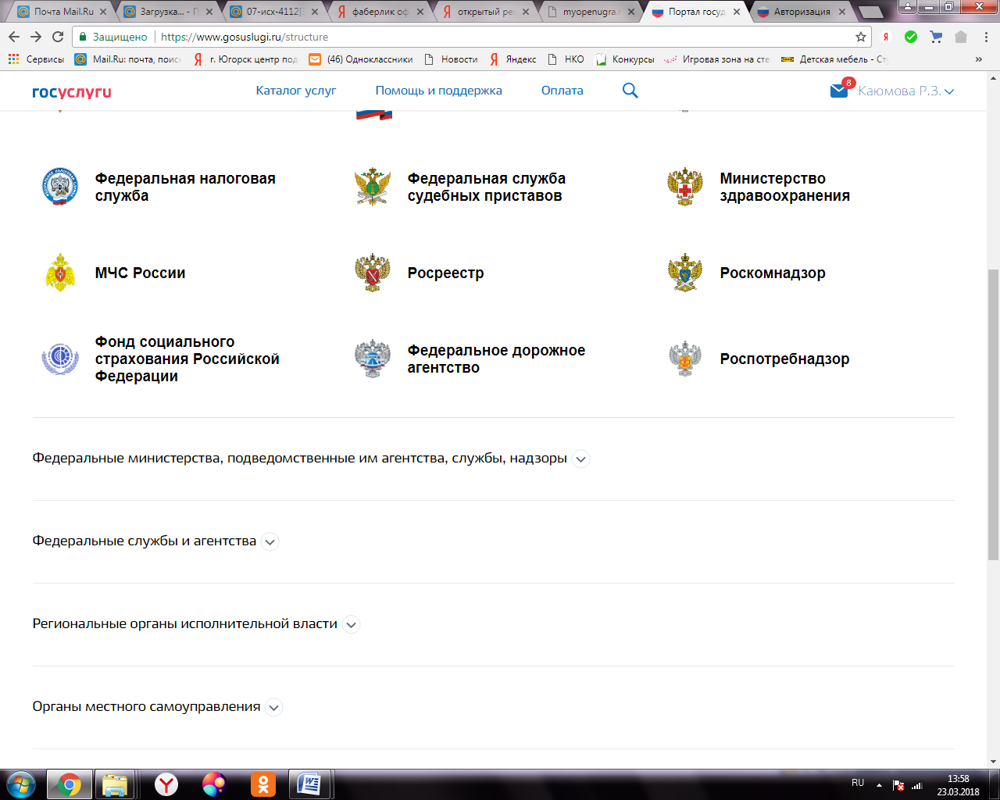 Почта Mail.Ru
Загрузка... - П
07-исх-4112[
фаберлик оф
открытый ре
myopenugra.
Портал госуд
Авторизация
Защищено
https://www.gosuslugi.ru/structure
Сервисы
Mail.Ru: почта, поис
г. Югорск центр под
(46) Одноклассники
Новости
Яндекс
НКО
Конкурсы
Игровая зона на сте
Детская мебель - Ст
»
госуслуги
Каталог услуг
Помощь и поддержка
Оплата
8
Каюмова Р.З.
Федеральная налоговая
служба
Федеральная служба
судебных приставов
Министерство
здравоохранения
МЧС России
Росреестр
Роскомнадзор
Фонд социального
страхования Российской
Федерации
Федеральное дорожное
агентство
Роспотребнадзор
Федеральные министерства, подведомственные им агентства, службы, надзоры
Федеральные службы и агентства
Региональные органы исполнительной власти
Органы местного самоуправления
RU
13:58
23.03.2018